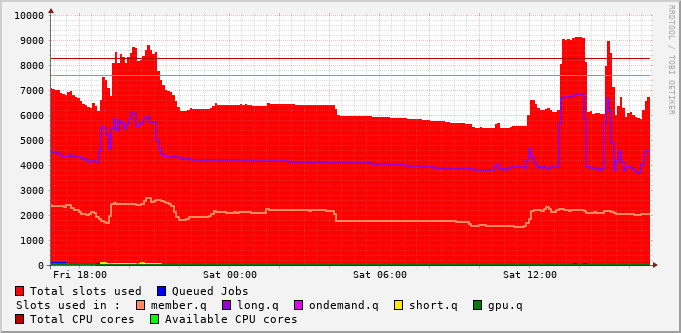 10000
9000
8000
7000
6000
5000
4000
3000
2000
1000
0
Fri 18:00 Sat 00:00 Sat 06:00 Sat 12:00
Total slots used Queued Jobs
Slots used in : member.q long.q ondemand.q short.q gpu.q
Total CPU cores Available CPU cores
RRDTOOL / TOBI OETIKER